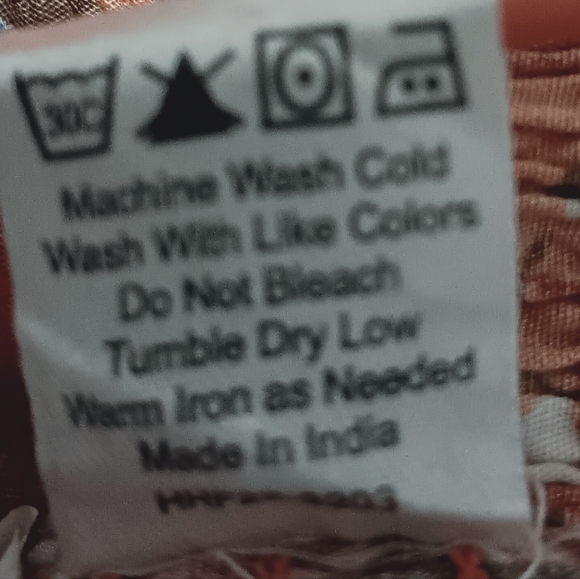 30C
Machine Wash Cold
Wash With Like Colors
Do Not Bleach
Tumble Dry Low
Warm Iron as Needed
Made In India